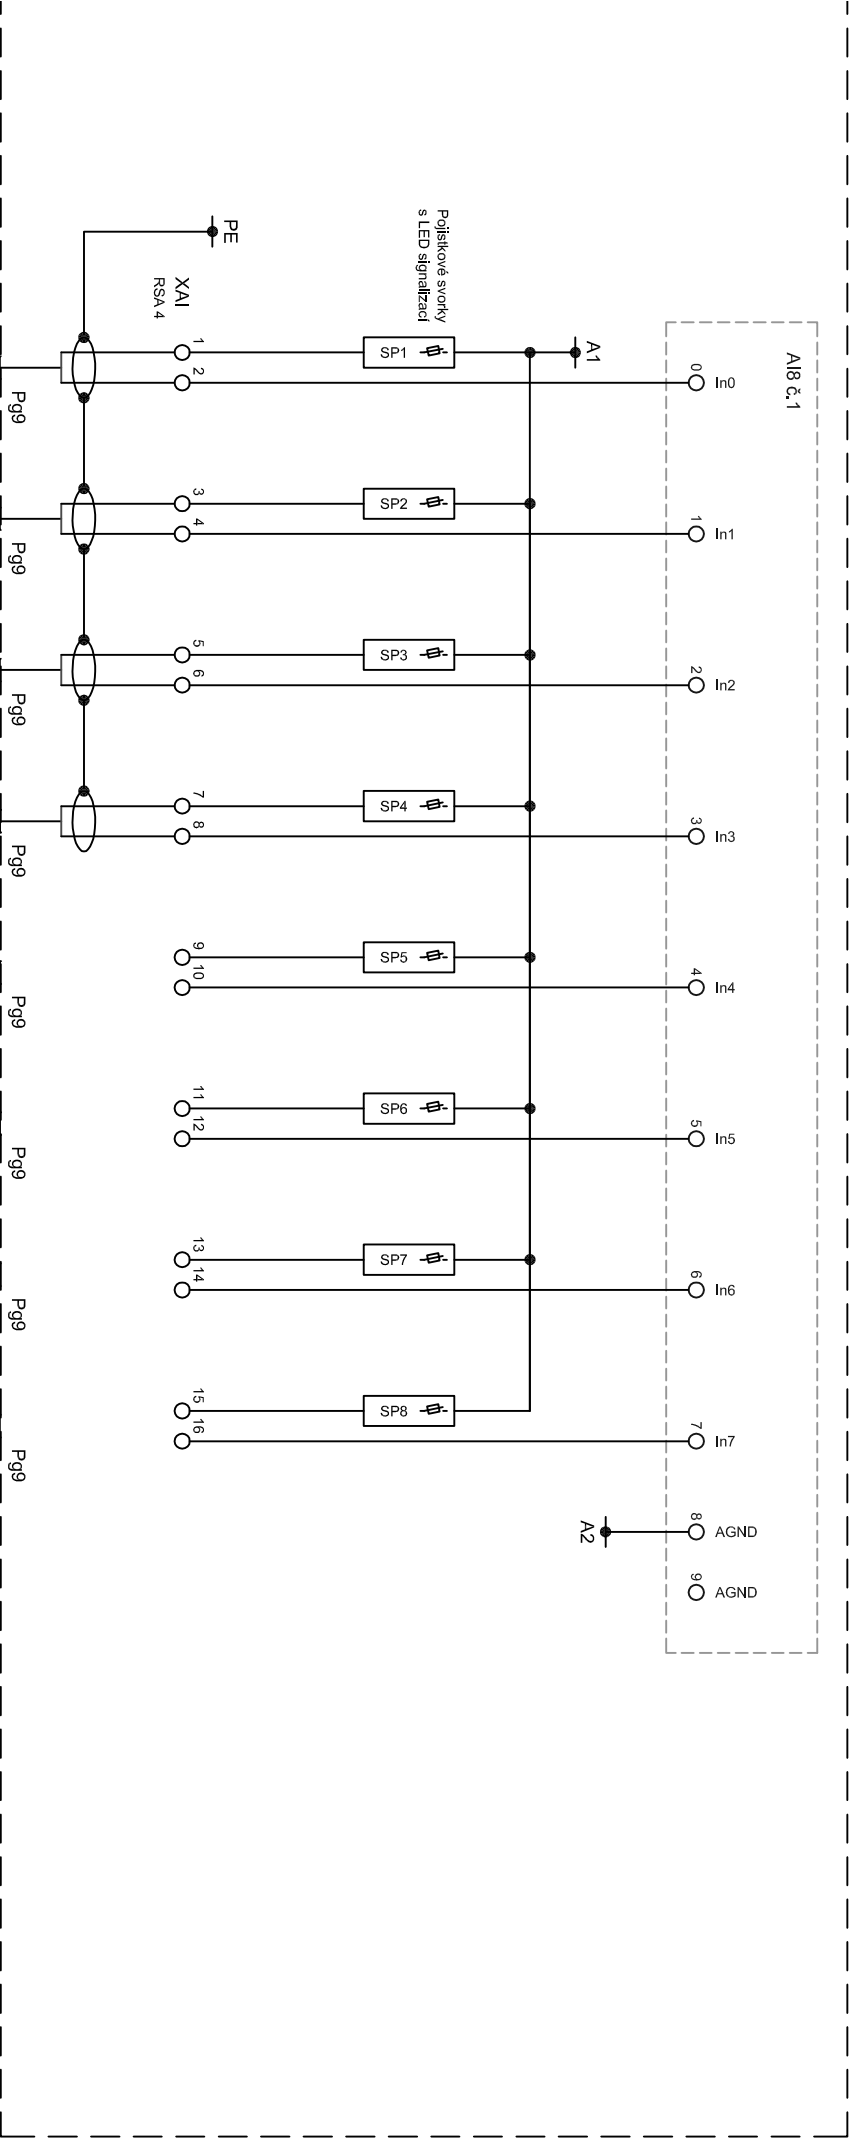 AI8 č.1
In0
In1
In2
In3
In4
In5
In6
In7
AGND
AGND
0
1
2
3
4
5
6
7
8
9
A1
A2
Pojistkové svorky
s LED signalizací
SP1
SP2
SP3
SP4
SP5
SP6
SP7
SP8
PE
XAI
RSA 4
1
2
3
4
5
6
7
8
9
10
11
12
13
14
15
16
Pg9
Pg9
Pg9
Pg9
Pg9
Pg9
Pg9
Pg9